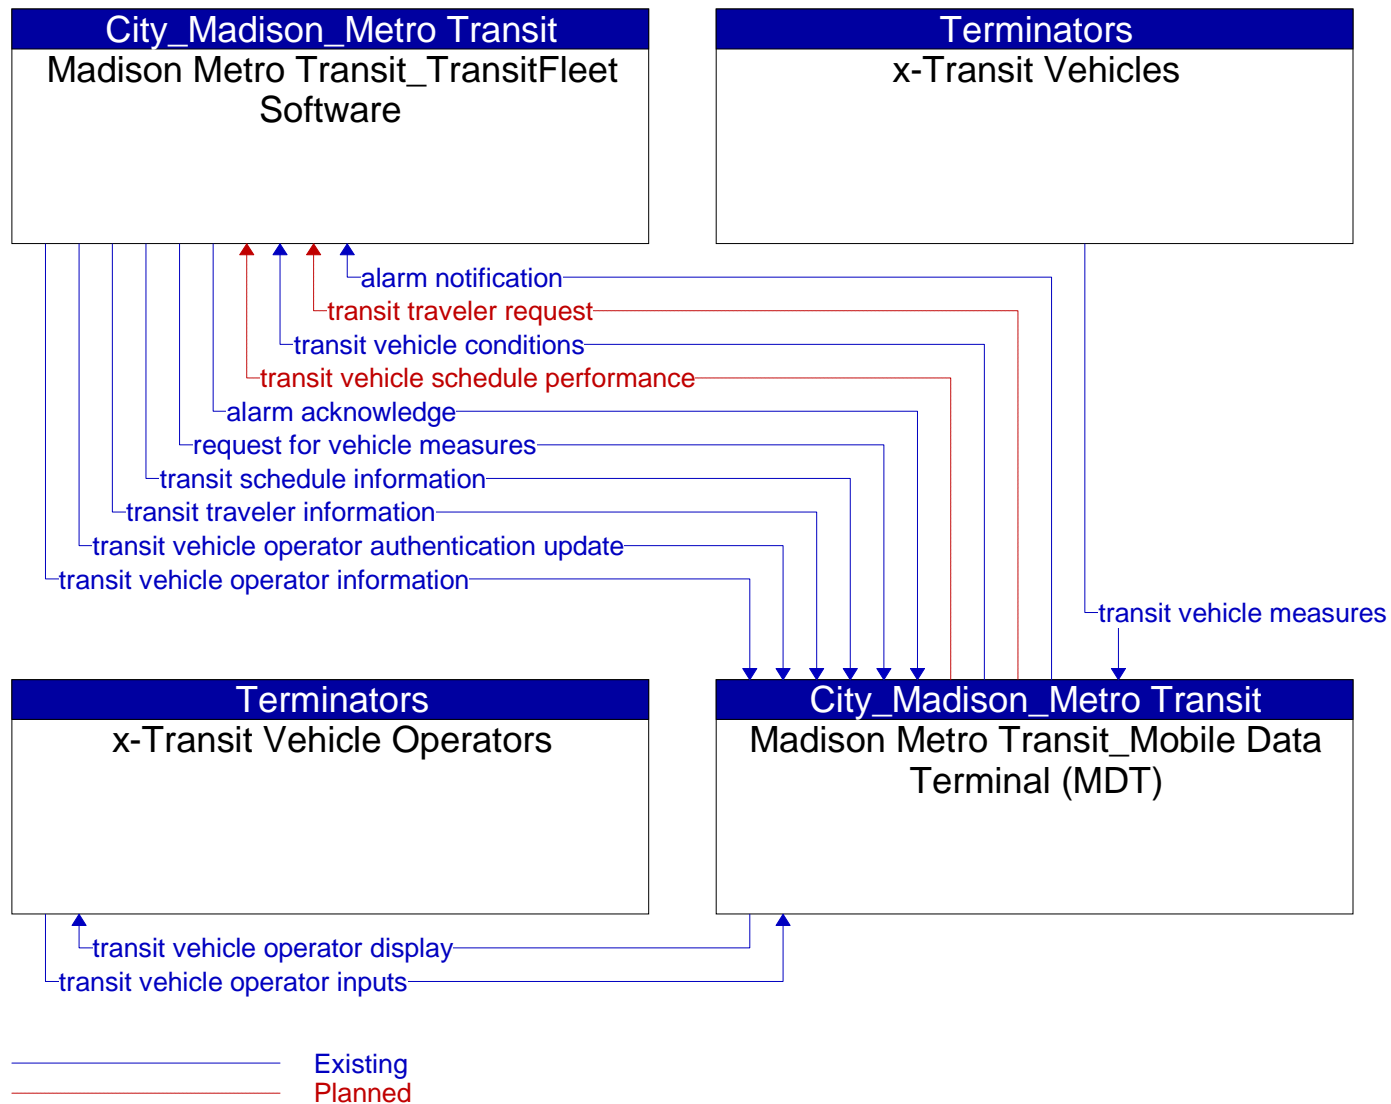 City_Madison_Metro Transit
Madison Metro Transit_TransitFleet
Software
Terminators
x-Transit Vehicles
alarm notification
transit traveler request
transit vehicle conditions
transit vehicle schedule performance
alarm acknowledge
request for vehicle measures
transit schedule information
transit traveler information
transit vehicle operator authentication update
transit vehicle operator information
transit vehicle measures
Terminators
x-Transit Vehicle Operators
City_Madison_Metro Transit
Madison Metro Transit_Mobile Data
Terminal (MDT)
transit vehicle operator display
transit vehicle operator inputs
Existing
Planned